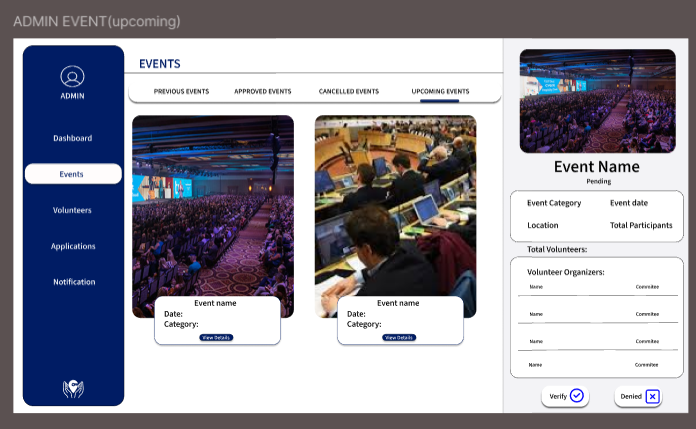 ADMIN EVENT(upcoming)
ADMIN
Dashboard
Events
Volunteers
Applications
Notification
EVENTS
PREVIOUS EVENTS
APPROVED EVENTS
CANCELLED EVENTS
UPCOMING EVENTS
Event name
Date:
Category:
View Details
Event name
Date:
Category:
View Details
Event Name
Pending
Event Category
Event date
Location
Total Participants
Total Volunteers:
Volunteer Organizers:
Name
Commitee
Name
Commitee
Name
Commitee
Name
Commitee
Verify
Denied